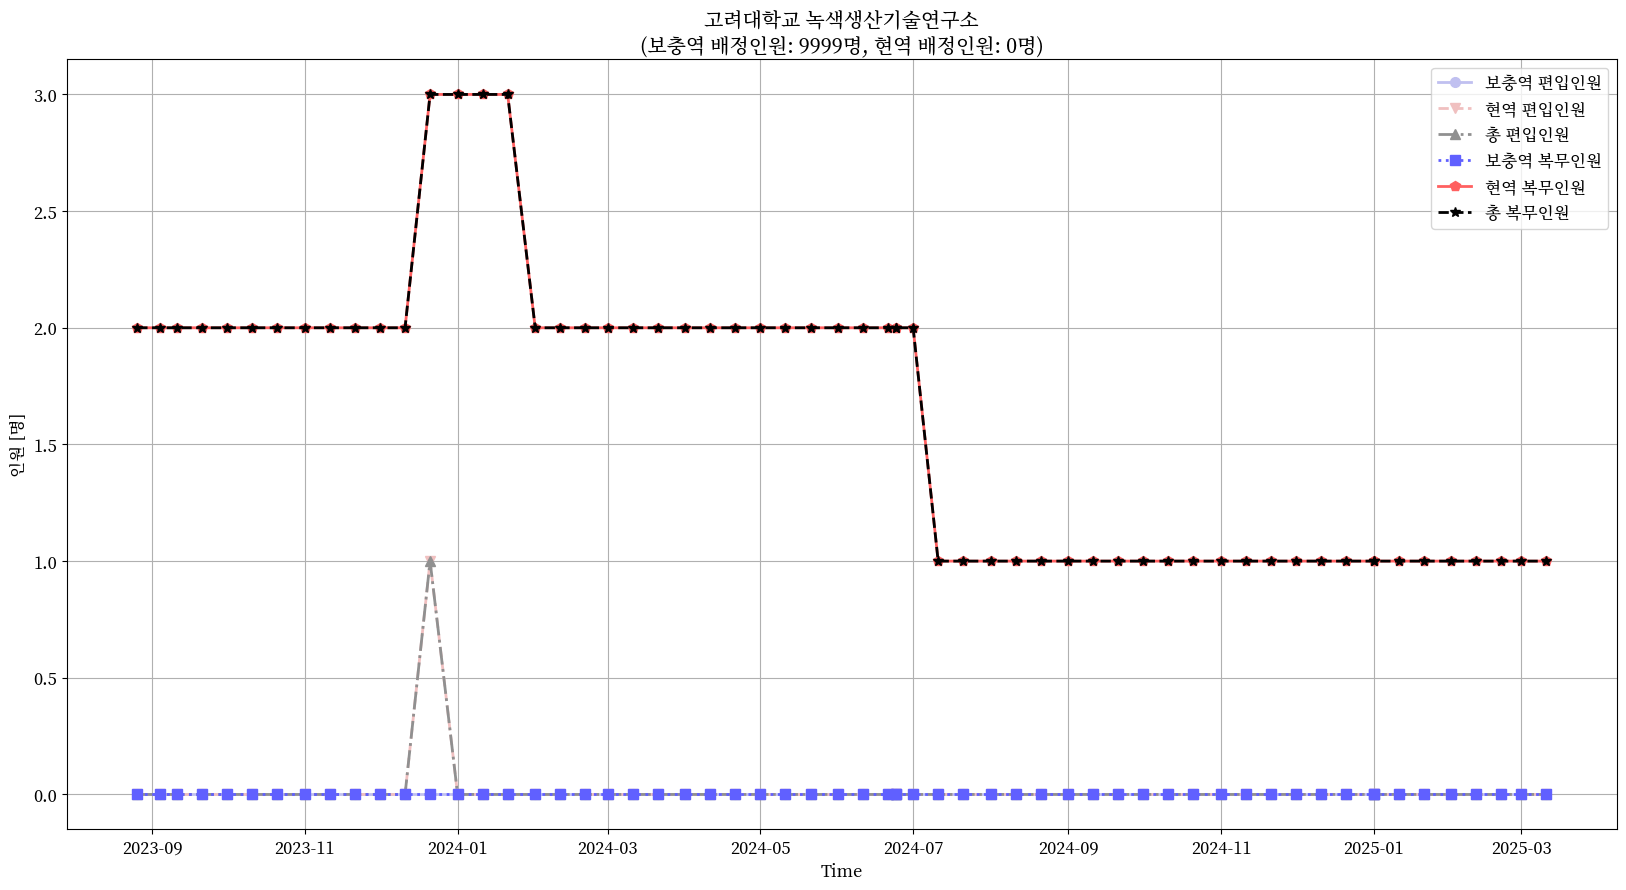 고려대학교 녹색생산기술연구소
(보충역 배정인원: 9999명, 현역 배정인원: 0명)
보충역 편입인원
현역 편입인원
총 편입인원
보충역 복무인원
현역 복무인원
총 복무인원
인원 [명]
3.0
2.5
2.0
1.5
1.0
0.5
0.0
2023-09
2023-11
2024-01
2024-03
2024-05
2024-07
2024-09
2024-11
2025-01
2025-03
Time